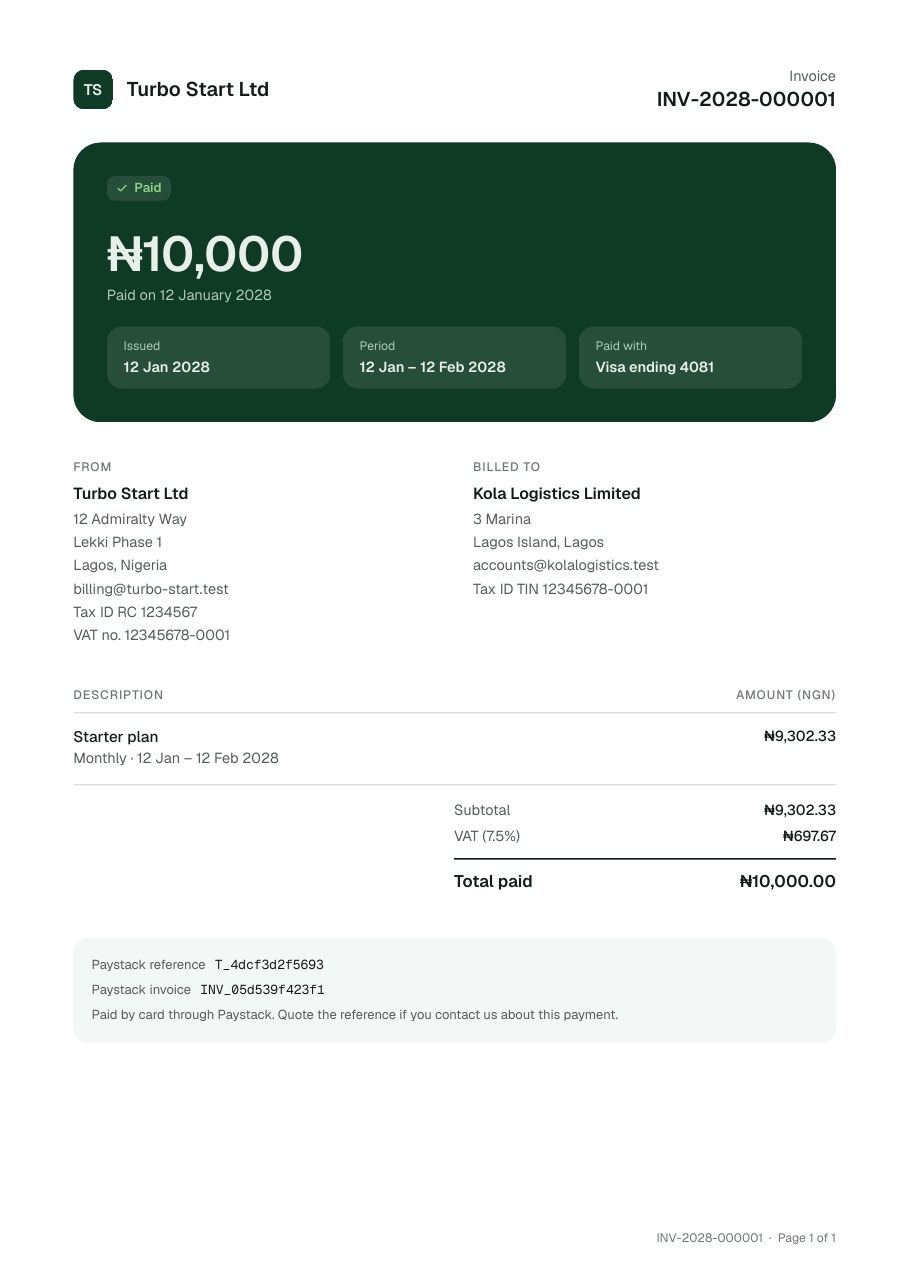 TS
Turbo Start Ltd
Invoice
INV-2028-000001
✓ Paid
₦10,000
Paid on 12 January 2028
Issued
12 Jan 2028
Period
12 Jan – 12 Feb 2028
Paid with
Visa ending 4081
FROM
Turbo Start Ltd
12 Admiralty Way
Lekki Phase 1
Lagos, Nigeria
billing@turbo-start.test
Tax ID RC 1234567
VAT no. 12345678-0001
BILLED TO
Kola Logistics Limited
3 Marina
Lagos Island, Lagos
accounts@kolalogistics.test
Tax ID TIN 12345678-0001
DESCRIPTION AMOUNT (NGN)
Starter plan ₦9,302.33
Monthly · 12 Jan – 12 Feb 2028
Subtotal ₦9,302.33
VAT (7.5%) ₦697.67
Total paid ₦10,000.00
Paystack reference T_4dcf3d2f5693
Paystack invoice INV_05d539f423f1
Paid by card through Paystack. Quote the reference if you contact us about this payment.
INV-2028-000001 · Page 1 of 1